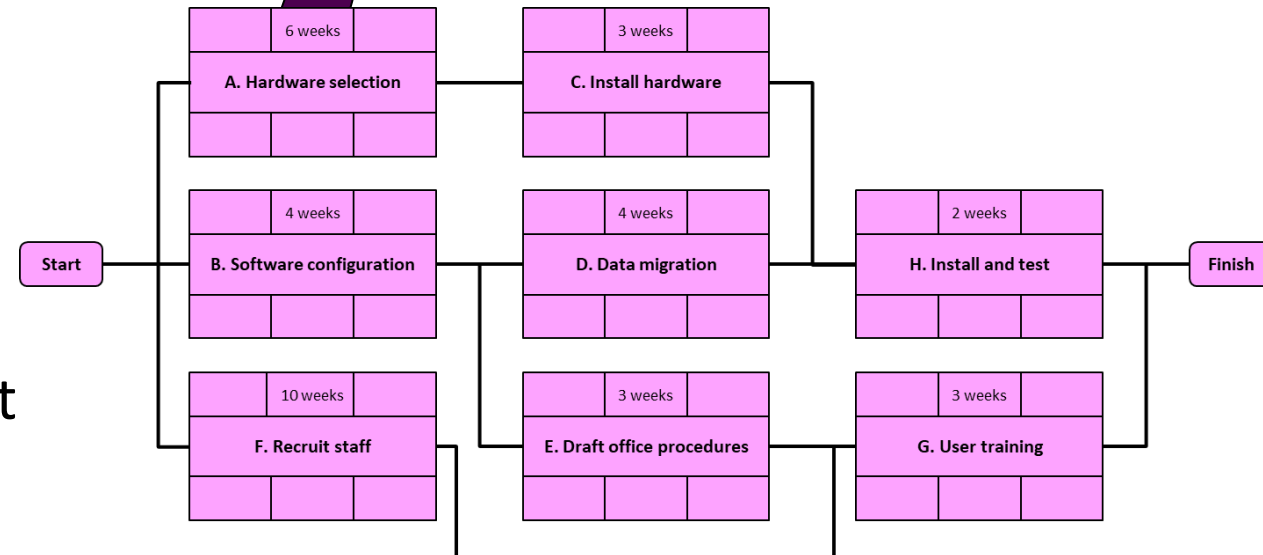 6 weeks
3 weeks
A. Hardware selection
C. Install hardware
4 weeks
4 weeks
2 weeks
Start
B. Software configuration
D. Data migration
H. Install and test
Finish
t
10 weeks
3 weeks
3 weeks
F. Recruit staff
E. Draft office procedures
G. User training